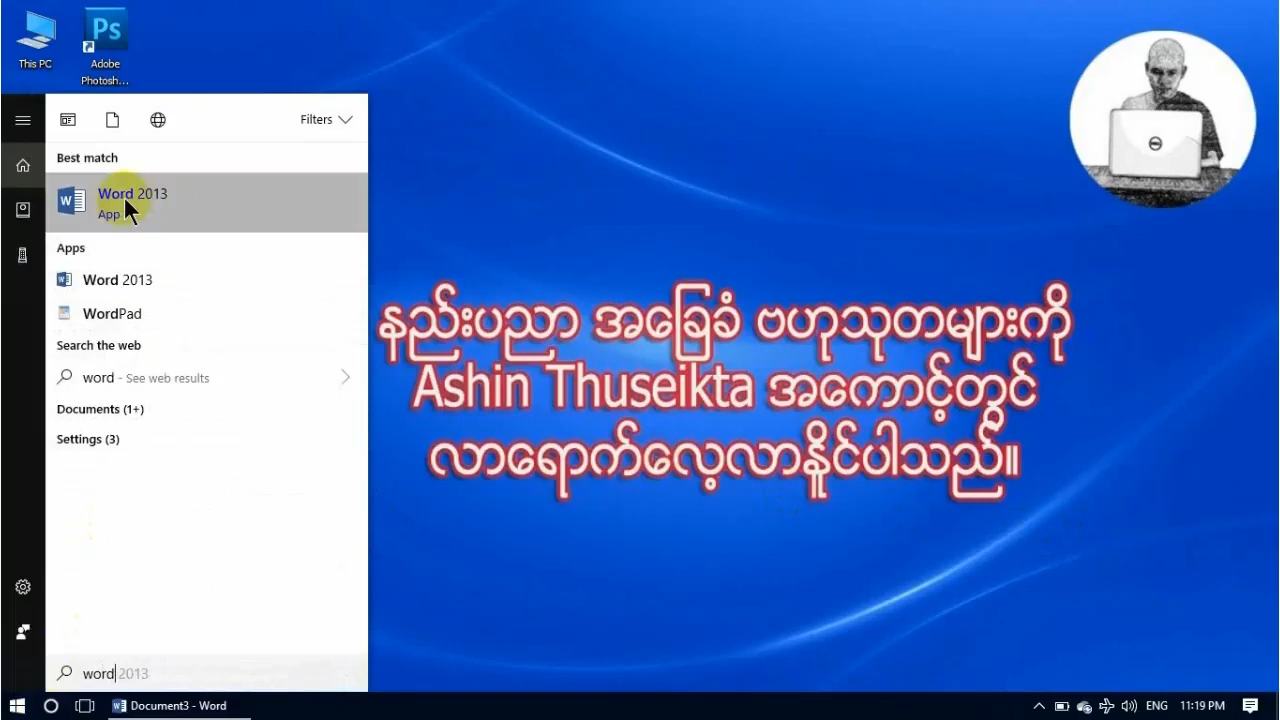 This PC
Adobe
Photosh...
Ps
Filters
Best match
Word 2013
App
Apps
Word 2013
WordPad
Search the web
word - See web results
Documents (1+)
Settings (3)
နည်းပညာ အခြေခံ ဗဟုသုတများကို
Ashin Thuseikta အကောင့်တွင်
လာရောက်လေ့လာနိူင်ပါသည်။
word 2013
Document3 - Word
ENG
11:19 PM